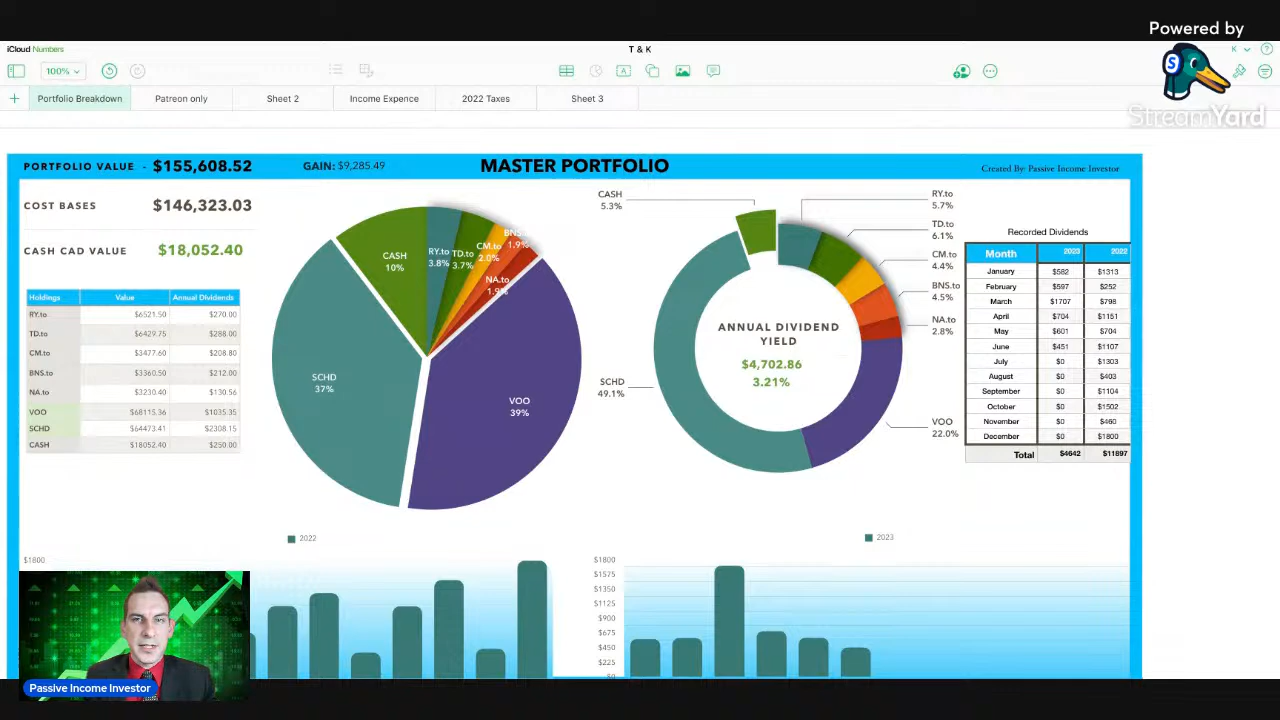 Powered by
StreamYard
iCloud Numbers
T & K
K
100%
Portfolio Breakdown
Patreon only
Sheet 2
Income Expence
2022 Taxes
Sheet 3
PORTFOLIO VALUE - $155,608.52
GAIN: $9,285.49
MASTER PORTFOLIO
Created By: Passive Income Investor
COST BASES $146,323.03
CASH CAD VALUE $18,052.40
Holdings Value Annual Dividends
RY.to $6521.50 $270.00
TD.to $6429.75 $288.00
CM.to $3477.60 $208.80
BNS.to $3360.50 $212.00
NA.to $3230.40 $130.56
VOO $68115.36 $1035.35
SCHD $64473.41 $2308.15
CASH $18052.40 $250.00
CASH
10%
RY.to
3.8%
TD.to
3.7%
CM.to
2.0%
BNS.to
1.9%
NA.to
1.9%
SCHD
37%
VOO
39%
CASH
5.3%
RY.to
5.7%
TD.to
6.1%
CM.to
4.4%
BNS.to
4.5%
NA.to
2.8%
SCHD
49.1%
VOO
22.0%
ANNUAL DIVIDEND
YIELD
$4,702.86
3.21%
Recorded Dividends
Month 2023 2022
January $582 $1313
February $597 $252
March $1707 $798
April $704 $1151
May $601 $704
June $451 $1107
July $0 $1303
August $0 $403
September $0 $1104
October $0 $1502
November $0 $460
December $0 $1800
Total $4642 $11897
2022
$1800
2023
$1800
$1575
$1350
$1125
$900
$675
$450
$225
$0
Passive Income Investor